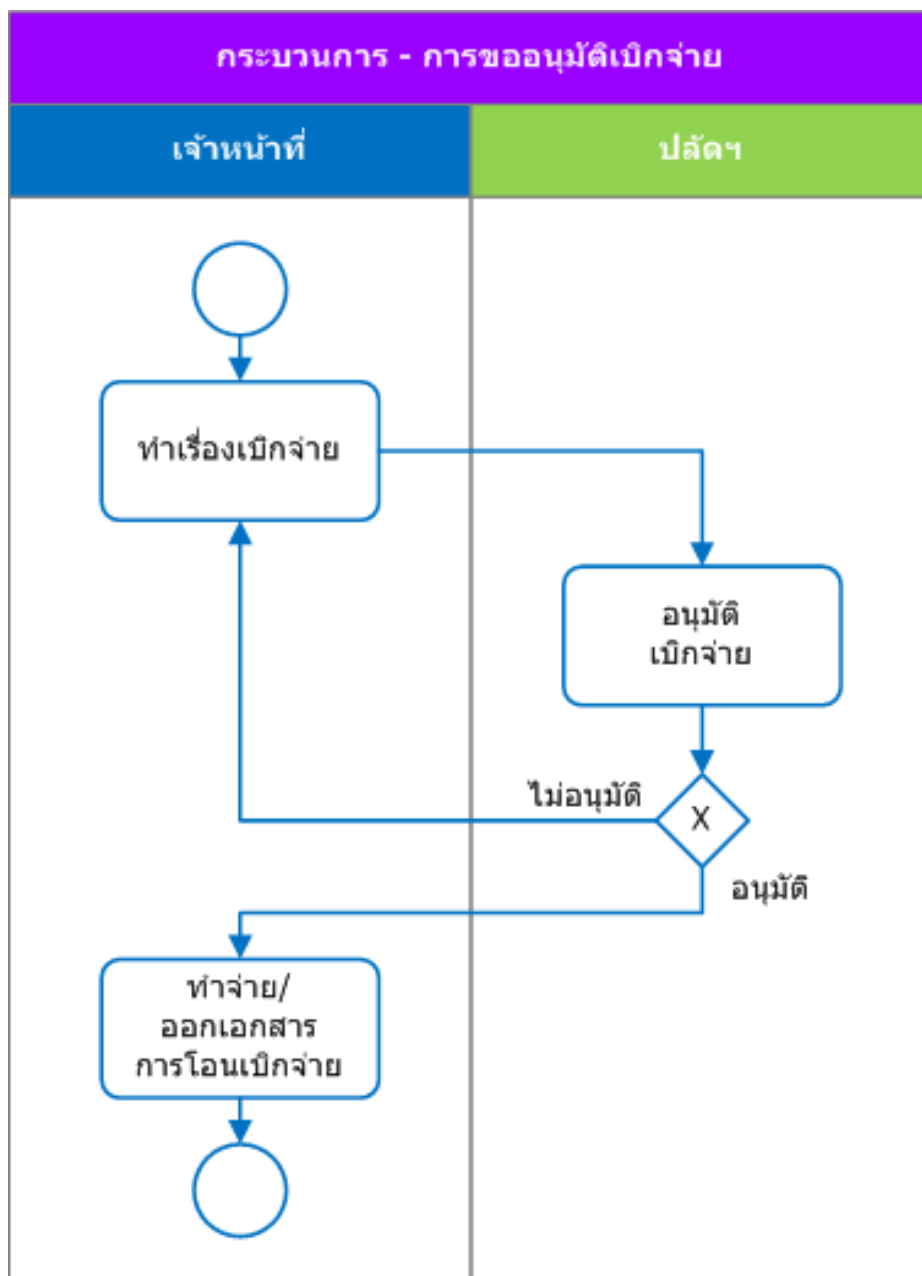 กระบวนการ - การขออนุมัติเบิกจ่าย
เจ้าหน้าที่
ปลัดฯ
ทำเรื่องเบิกจ่าย
อนุมัติ
เบิกจ่าย
ไม่อนุมัติ
X
อนุมัติ
ทำจ่าย/
ออกเอกสาร
การโอนเบิกจ่าย